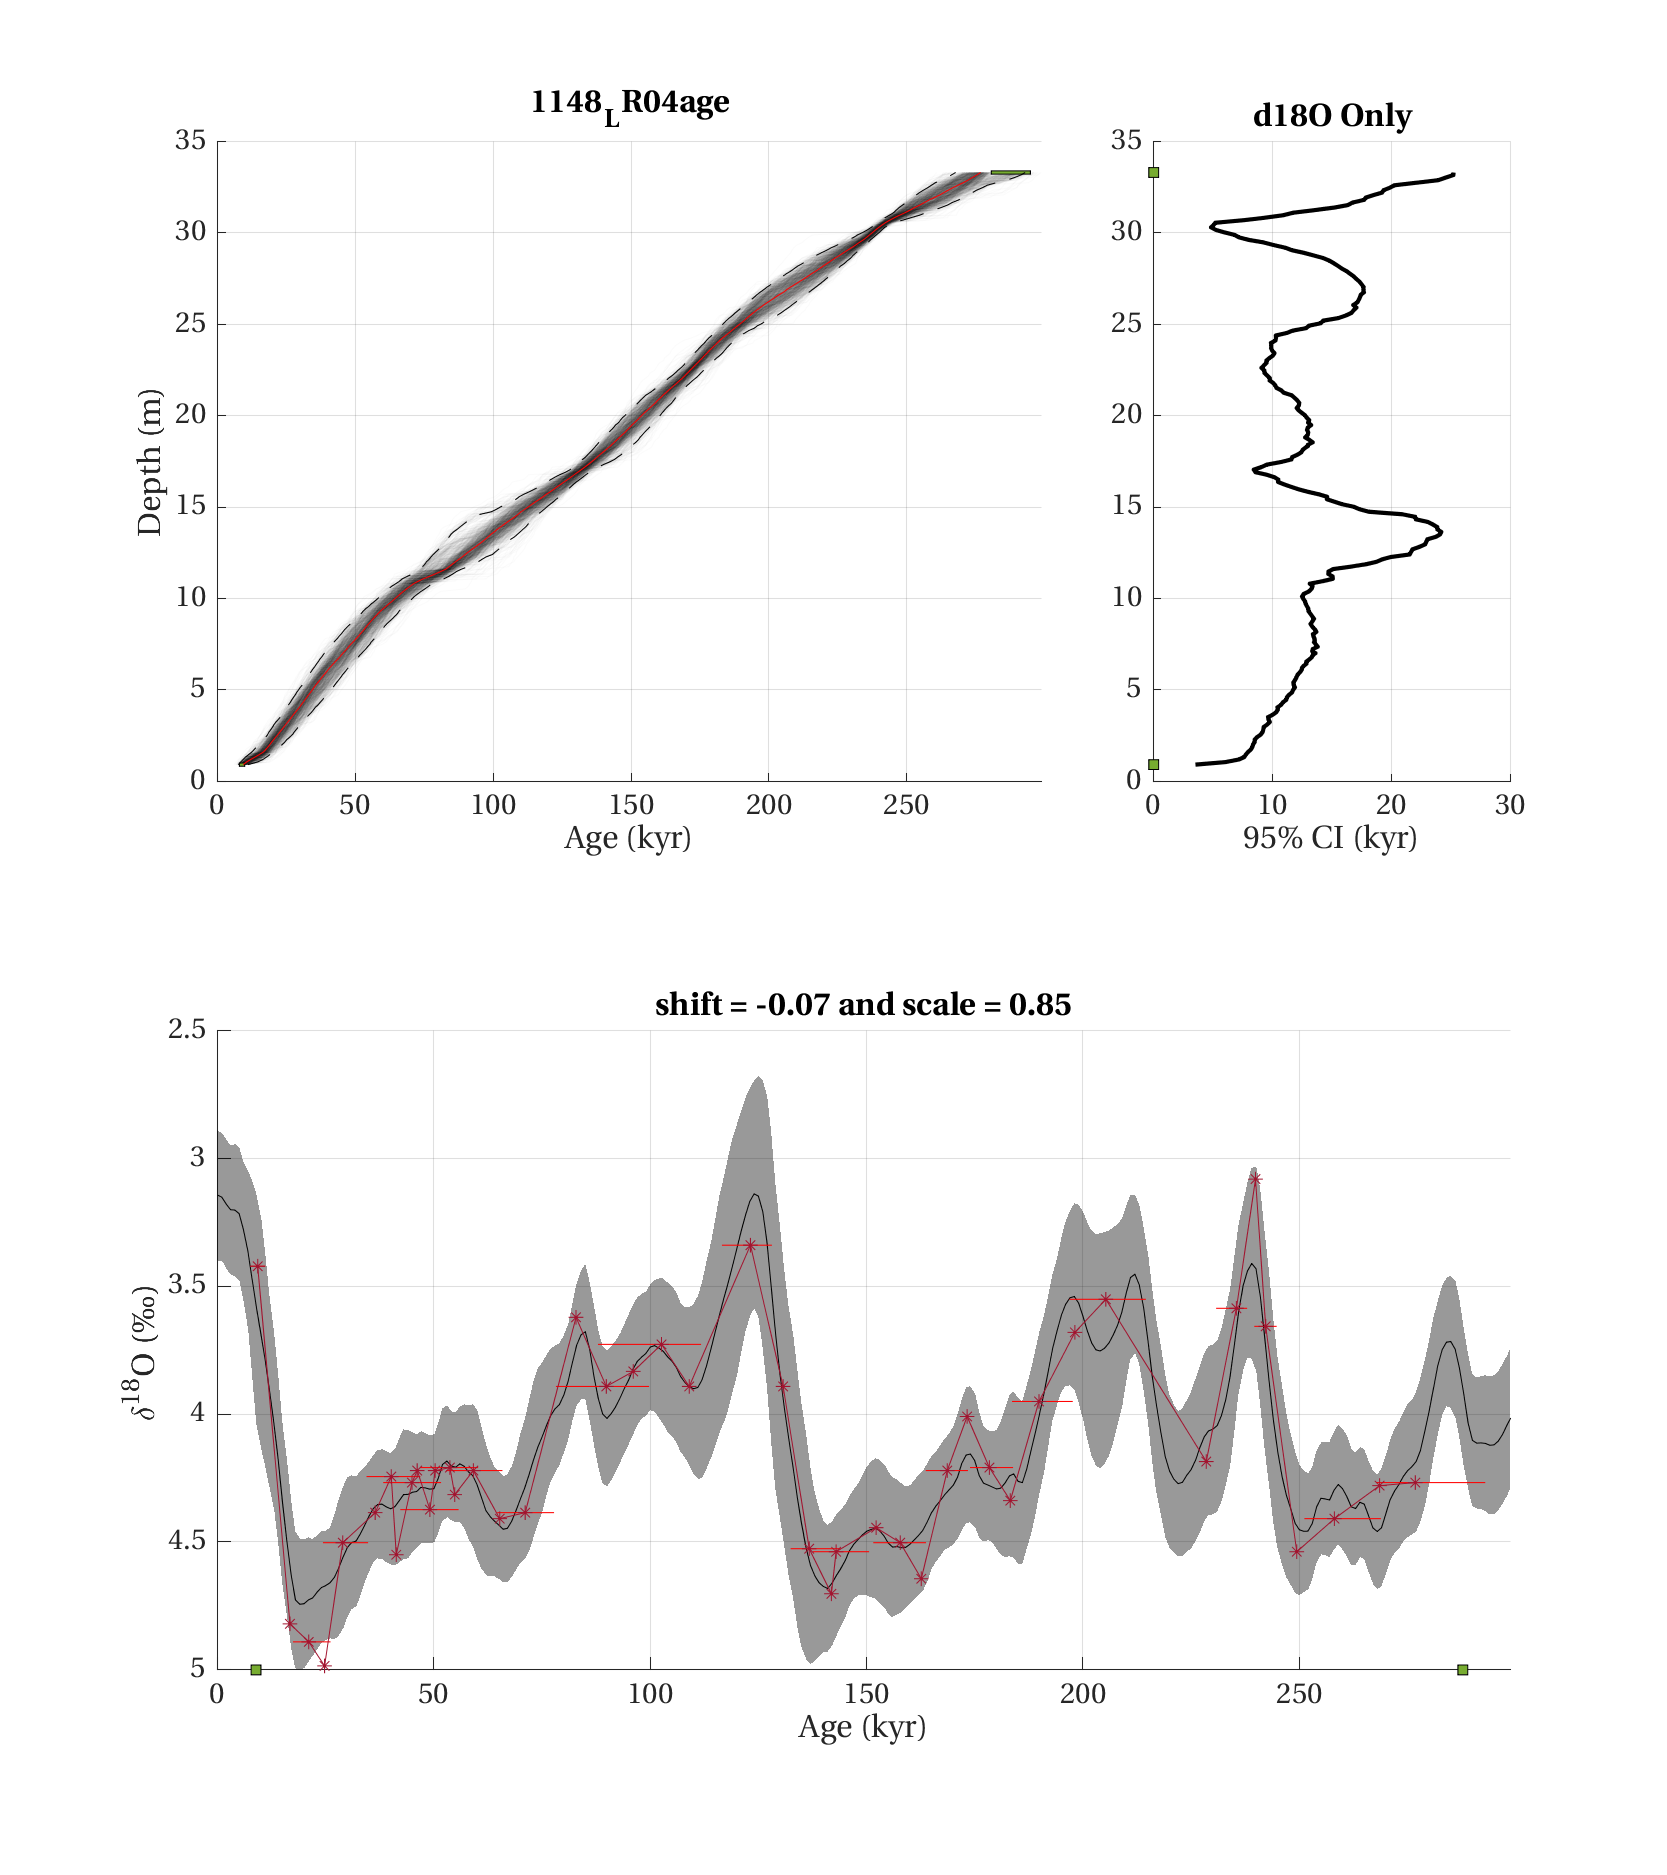 1148LR04age
d18O Only
35
30
25
20
15
10
5
0
Depth (m)
0 50 100 150 200 250
Age (kyr)
35
30
25
20
15
10
5
0
0 10 20 30
95% CI (kyr)
shift = -0.07 and scale = 0.85
2.5
3
3.5
4
4.5
5
δ18O (‰)
0 50 100 150 200 250
Age (kyr)